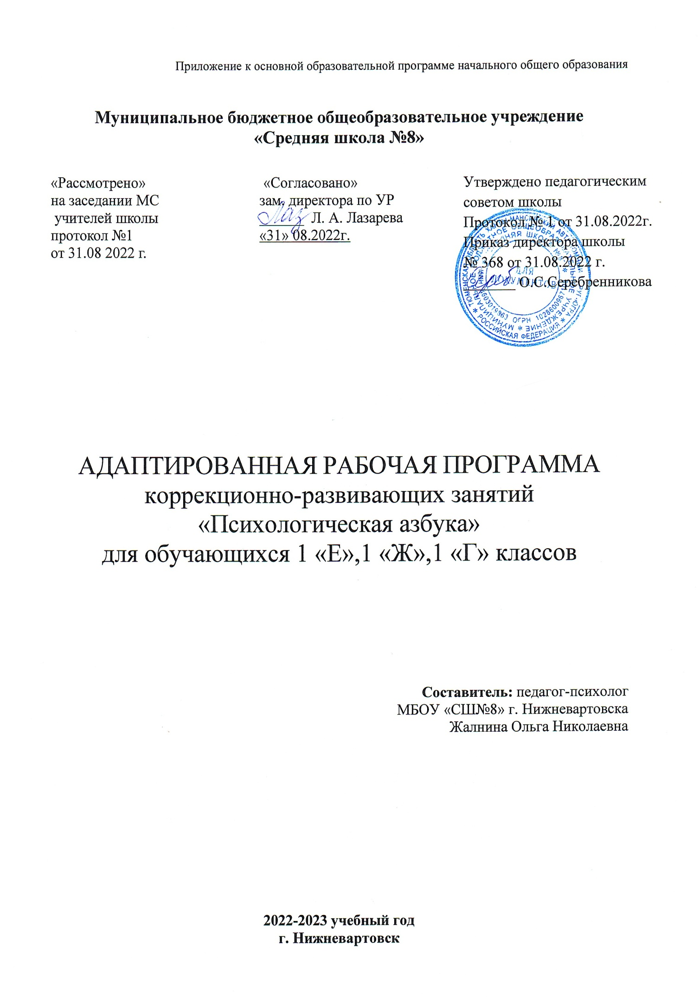 Приложение к основной образовательной программе начального общего образования
Муниципальное бюджетное общеобразовательное учреждение
«Средняя школа №8»
«Рассмотрено»
на заседании МС
учителей школы
протокол №1
от 31.08 2022 г.
«Согласовано»
зам. директора по УР
Л. А. Лазарева
«31» 08.2022г.
Утверждено педагогическим
советом школы
Протокол № 1 от 31.08.2022г.
Приказ директора школы
№ 368 от 31.08.2022 г.
О.С.Серебренникова
ДЛЯ
ДОКУМЕНТОВ
РОССИЙСКАЯ ФЕДЕРАЦИЯ
АДАПТИРОВАННАЯ РАБОЧАЯ ПРОГРАММА
коррекционно-развивающих занятий
«Психологическая азбука»
для обучающихся 1 «Е»,1 «Ж»,1 «Г» классов
Составитель: педагог-психолог
МБОУ «СШ№8» г. Нижневартовска
Жалнина Ольга Николаевна
2022-2023 учебный год
г. Нижневартовск